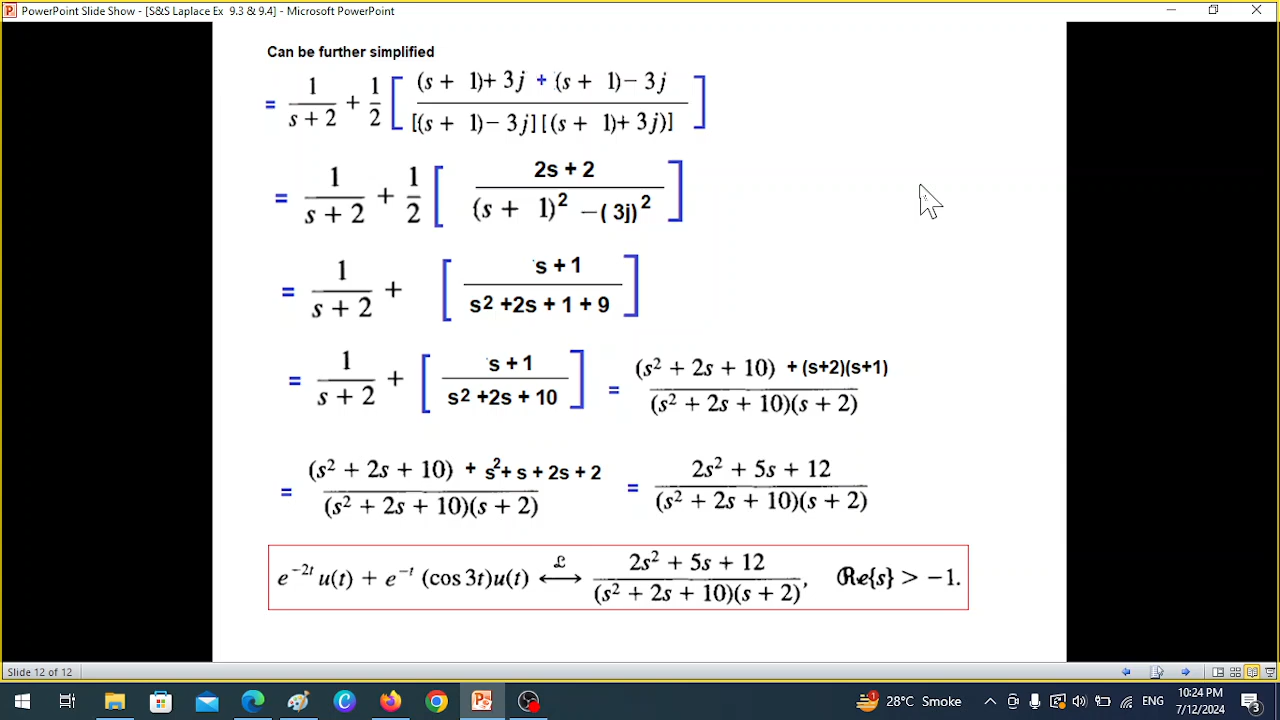 PowerPoint Slide Show - [S&S Laplace Ex 9.3 & 9.4] - Microsoft PowerPoint
Can be further simplified
= 1/(s + 2) + 1/2 [ ((s + 1)+ 3j + (s + 1)− 3j) / ([(s + 1)− 3j] [(s + 1)+ 3j)] ]
= 1/(s + 2) + 1/2 [ (2s + 2) / ((s + 1)² −( 3j)²) ]
= 1/(s + 2) + [ (s + 1) / (s2 +2s + 1 + 9) ]
= 1/(s + 2) + [ (s + 1) / (s2 +2s + 10) ] = ((s² + 2s + 10) + (s+2)(s+1)) / ((s² + 2s + 10)(s + 2))
= ((s² + 2s + 10) + s²+ s + 2s + 2) / ((s² + 2s + 10)(s + 2)) = (2s² + 5s + 12) / ((s² + 2s + 10)(s + 2))
e⁻²ᵗ u(t) + e⁻ᵗ (cos 3t)u(t) ⟷ £ (2s² + 5s + 12) / ((s² + 2s + 10)(s + 2)), ℛe{s} > −1.
Slide 12 of 12
28°C Smoke
ENG
10:24 PM
7/12/2024
1
3